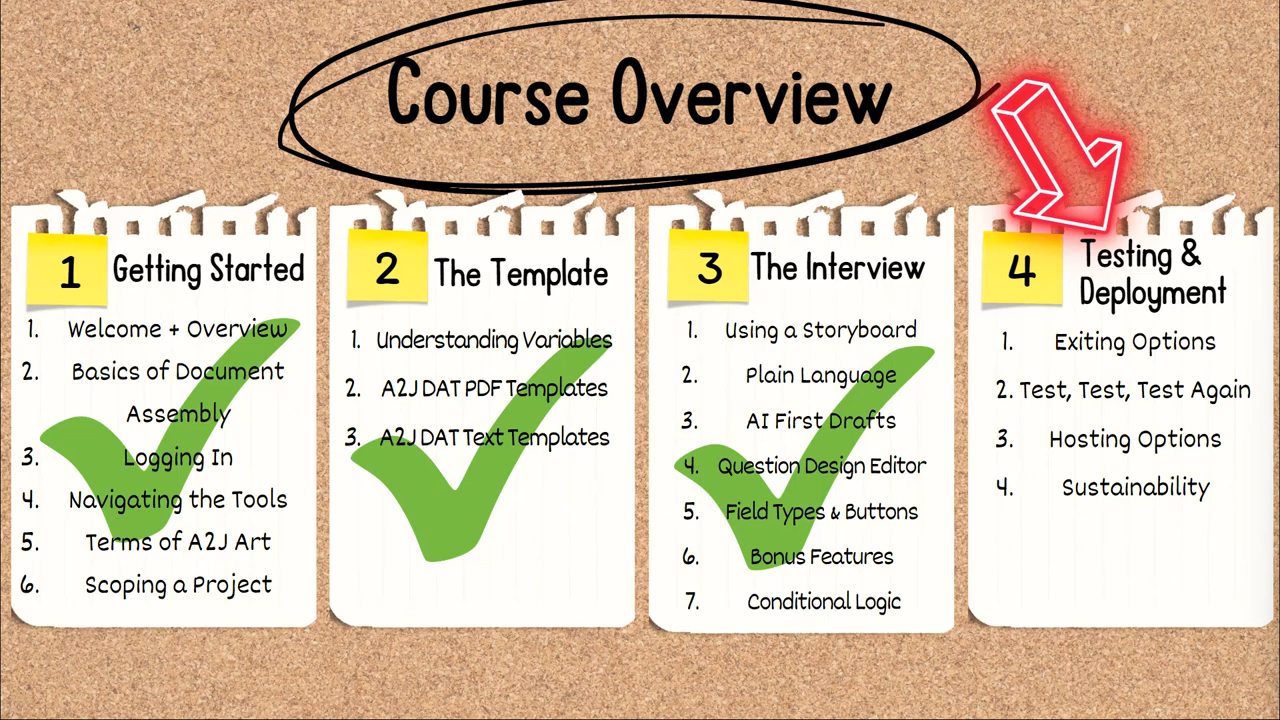 Course Overview
1 Getting Started
1. Welcome + Overview
2. Basics of Document
Assembly
3. Logging In
4. Navigating the Tools
5. Terms of A2J Art
6. Scoping a Project
2 The Template
1. Understanding Variables
2. A2J DAT PDF Templates
3. A2J DAT Text Templates
3 The Interview
1. Using a Storyboard
2. Plain Language
3. AI First Drafts
4. Question Design Editor
5. Field Types & Buttons
6. Bonus Features
7. Conditional Logic
4 Testing &
Deployment
1. Exiting Options
2. Test, Test, Test Again
3. Hosting Options
4. Sustainability